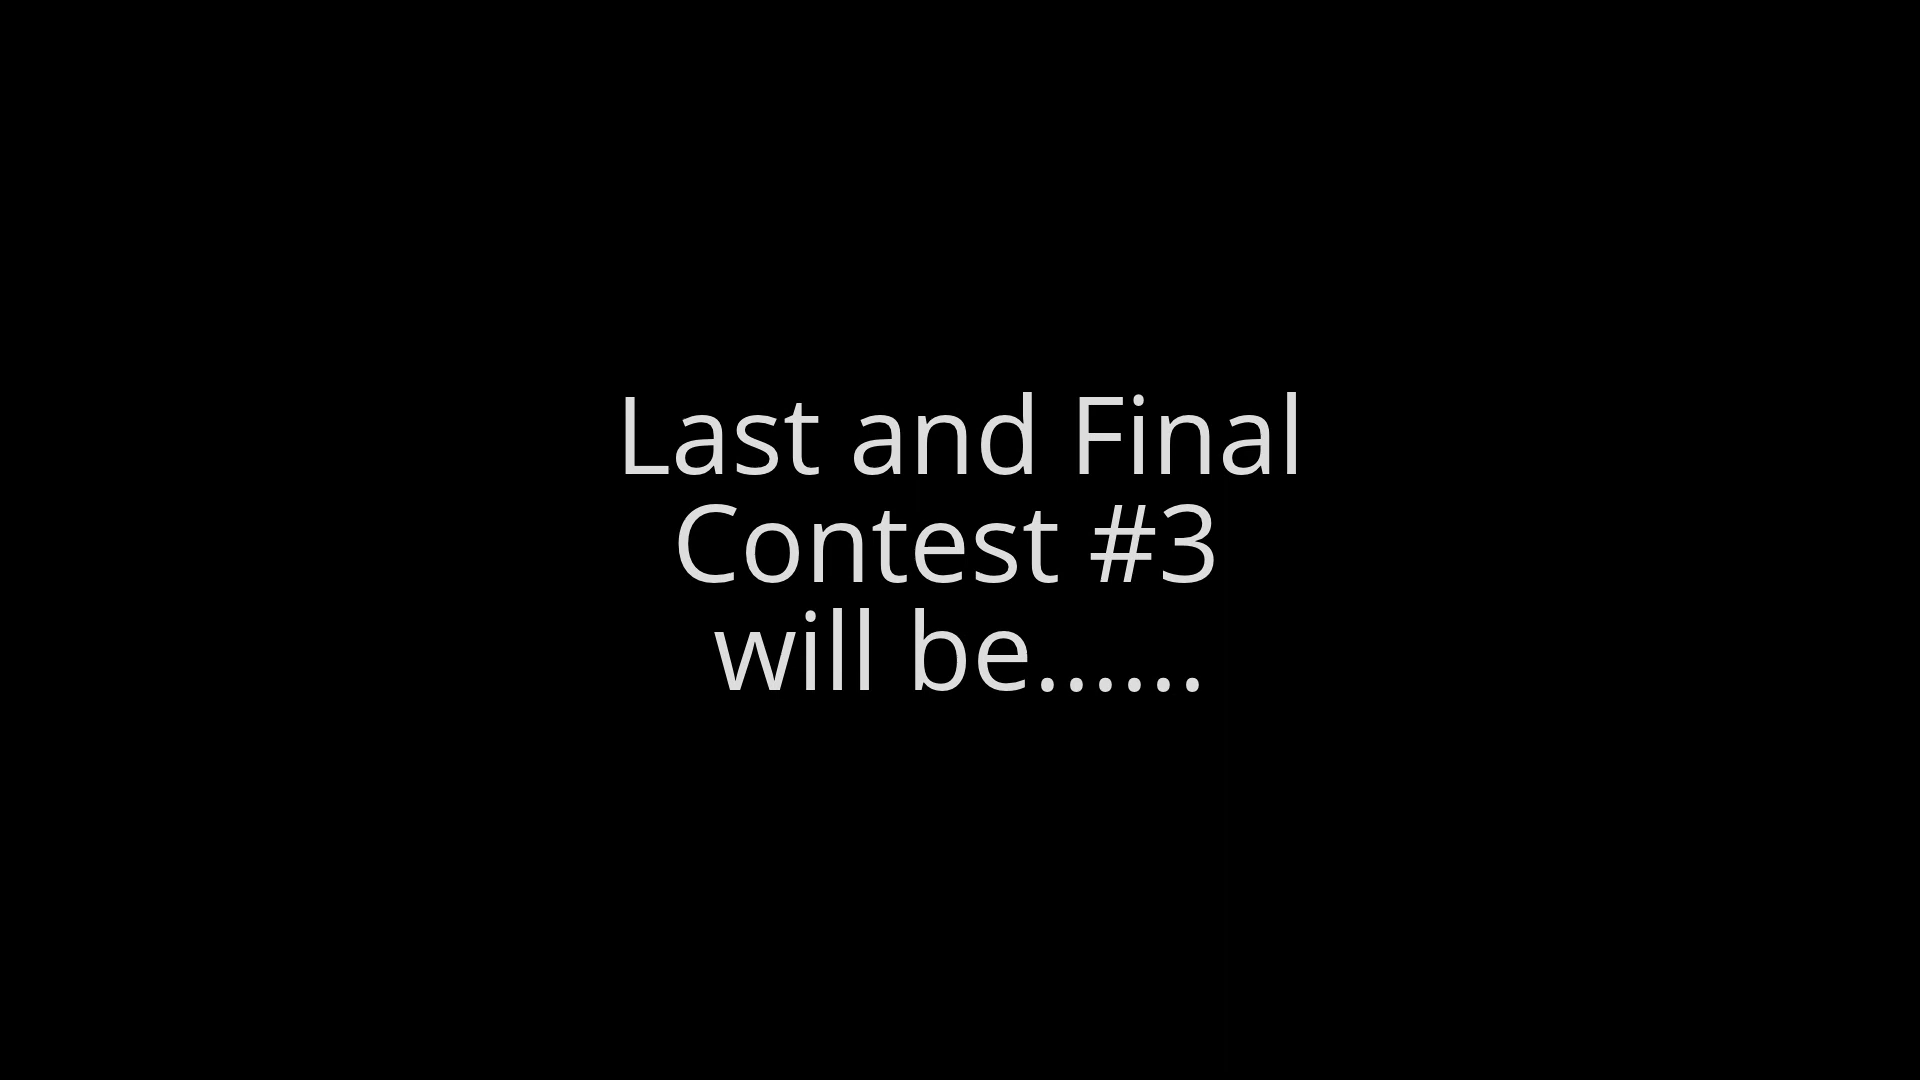 Last and Final
Contest #3
will be......